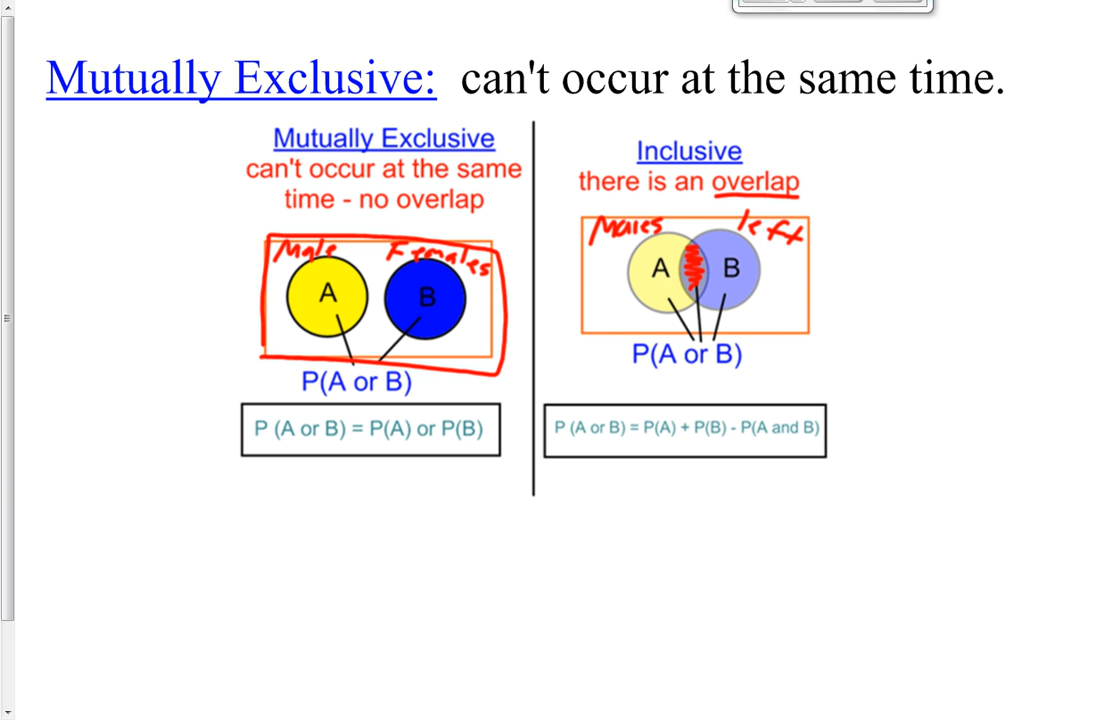 Mutually Exclusive: can't occur at the same time.
Mutually Exclusive
can't occur at the same
time - no overlap
Male Females
A B
P(A or B)
P (A or B) = P(A) or P(B)
Inclusive
there is an overlap
Males left
A B
P(A or B)
P (A or B) = P(A) + P(B) - P(A and B)